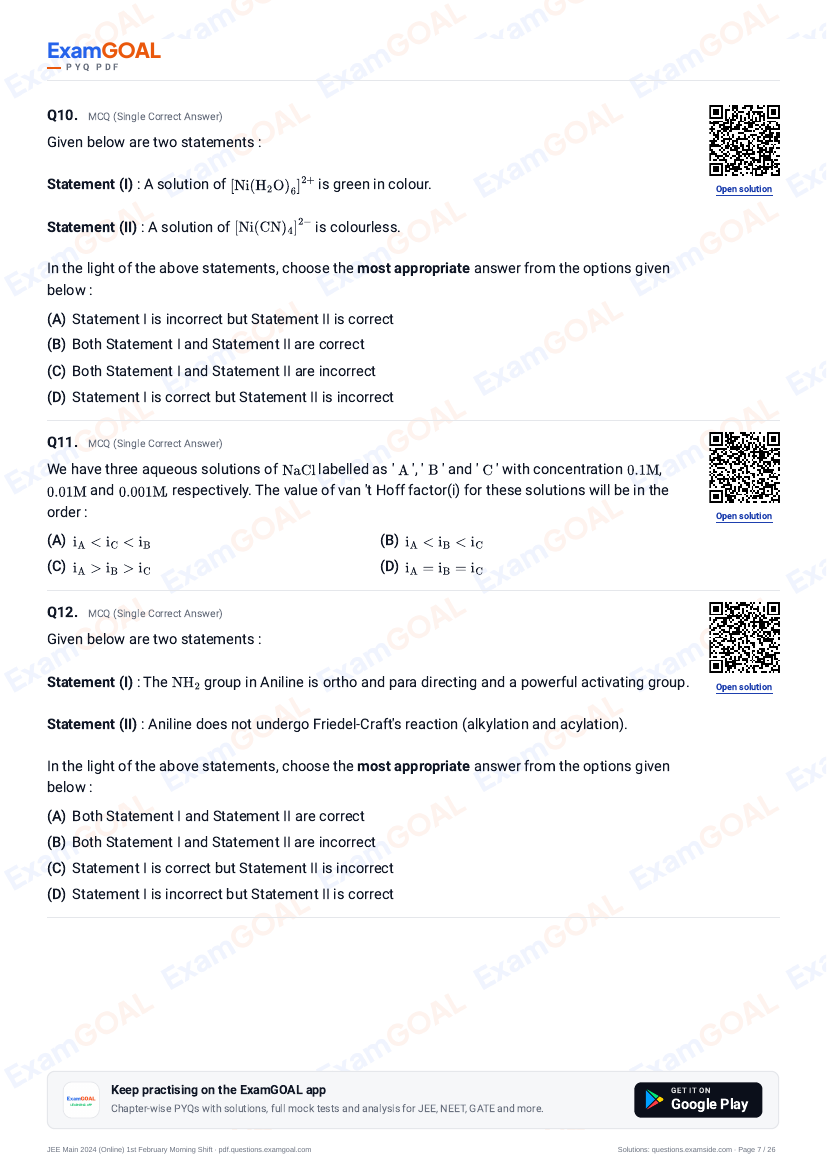 ExamGOAL
PYQ PDF
Q10. MCQ (Single Correct Answer)
Given below are two statements :
Open solution
Statement (I) : A solution of [Ni(H₂O)₆]²⁺ is green in colour.
Statement (II) : A solution of [Ni(CN)₄]²⁻ is colourless.
In the light of the above statements, choose the most appropriate answer from the options given
below :
(A) Statement I is incorrect but Statement II is correct
(B) Both Statement I and Statement II are correct
(C) Both Statement I and Statement II are incorrect
(D) Statement I is correct but Statement II is incorrect
Q11. MCQ (Single Correct Answer)
We have three aqueous solutions of NaCl labelled as ' A ', ' B ' and ' C ' with concentration 0.1M,
0.01M and 0.001M, respectively. The value of van 't Hoff factor(i) for these solutions will be in the
order :
Open solution
(A) i_A < i_C < i_B (B) i_A < i_B < i_C
(C) i_A > i_B > i_C (D) i_A = i_B = i_C
Q12. MCQ (Single Correct Answer)
Given below are two statements :
Statement (I) : The NH₂ group in Aniline is ortho and para directing and a powerful activating group.
Open solution
Statement (II) : Aniline does not undergo Friedel-Craft's reaction (alkylation and acylation).
In the light of the above statements, choose the most appropriate answer from the options given
below :
(A) Both Statement I and Statement II are correct
(B) Both Statement I and Statement II are incorrect
(C) Statement I is correct but Statement II is incorrect
(D) Statement I is incorrect but Statement II is correct
Keep practising on the ExamGOAL app
Chapter-wise PYQs with solutions, full mock tests and analysis for JEE, NEET, GATE and more.
GET IT ON
Google Play
JEE Main 2024 (Online) 1st February Morning Shift · pdf.questions.examgoal.com Solutions: questions.examside.com · Page 7 / 26